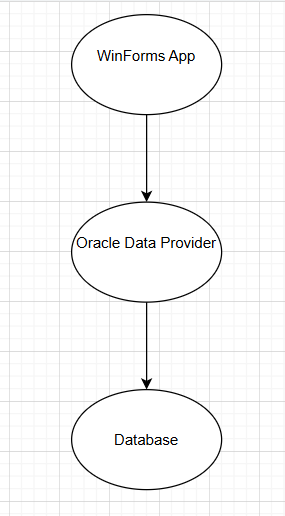 WinForms App
Oracle Data Provider
Database